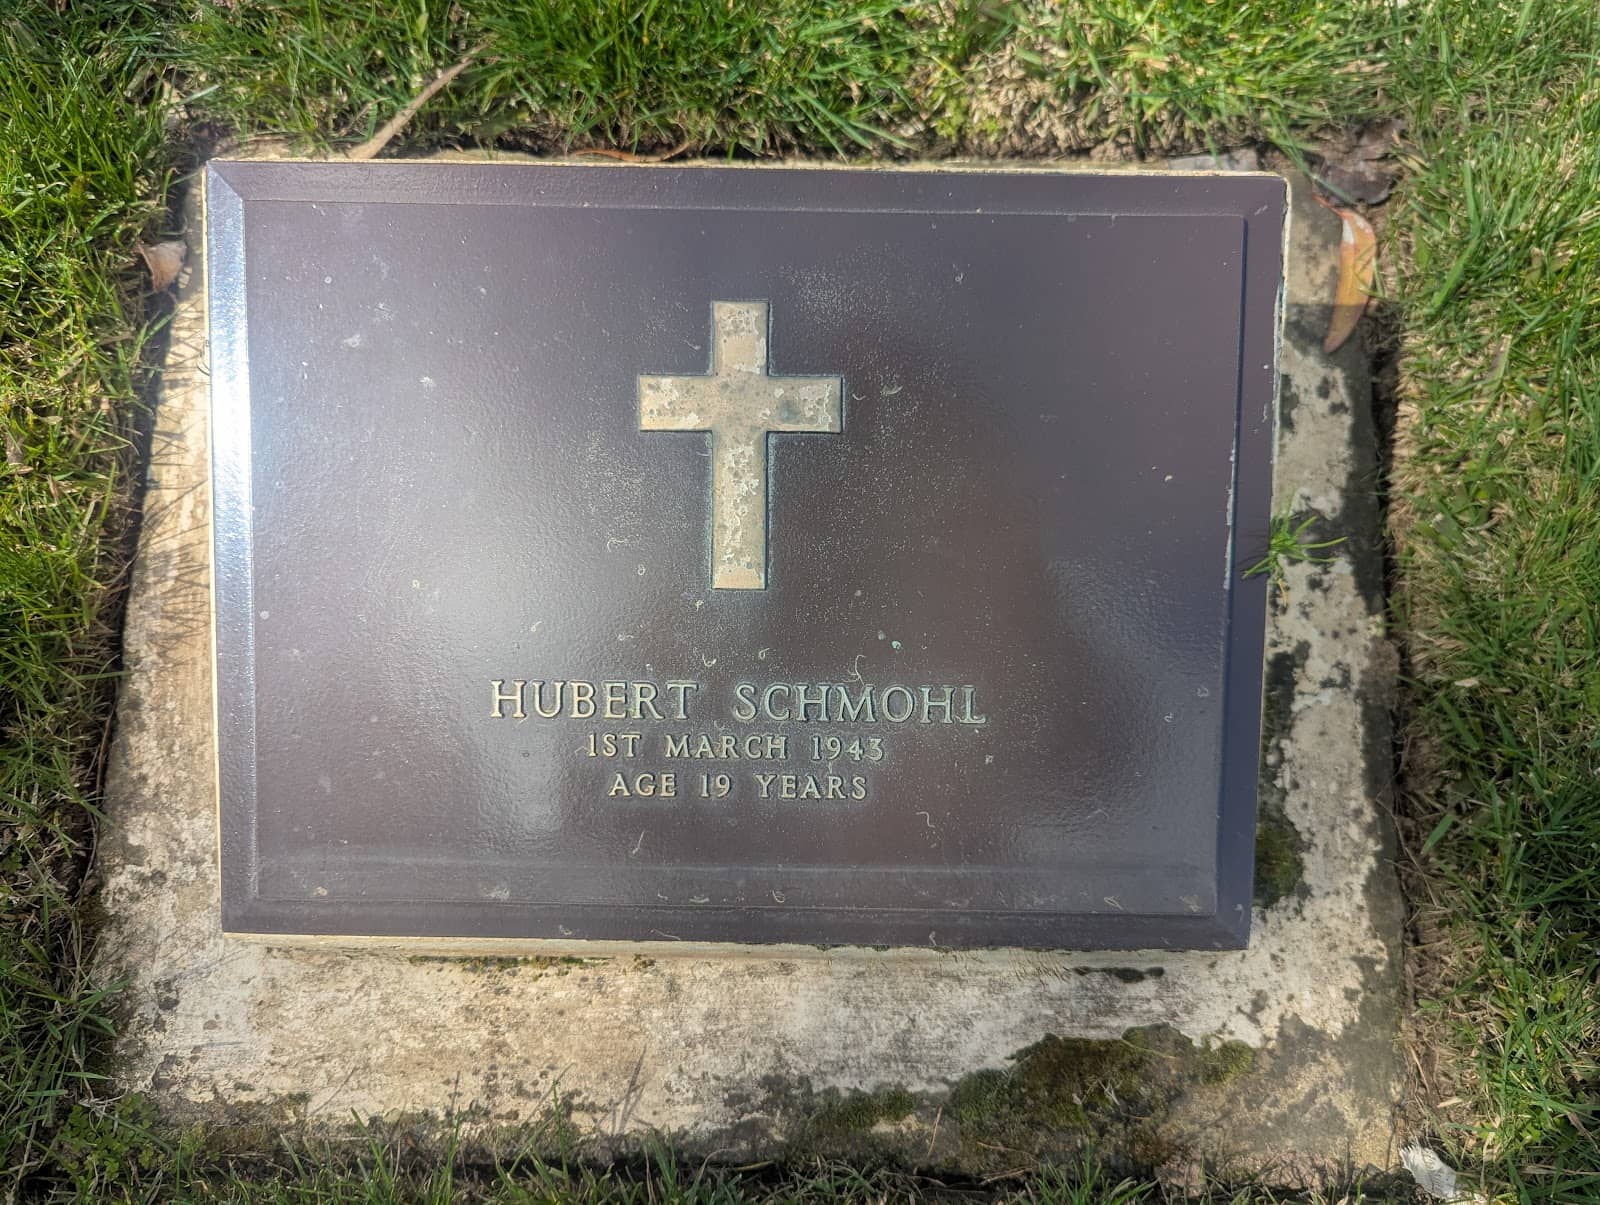 HUBERT SCHMOHL
1ST MARCH 1943
AGE 19 YEARS